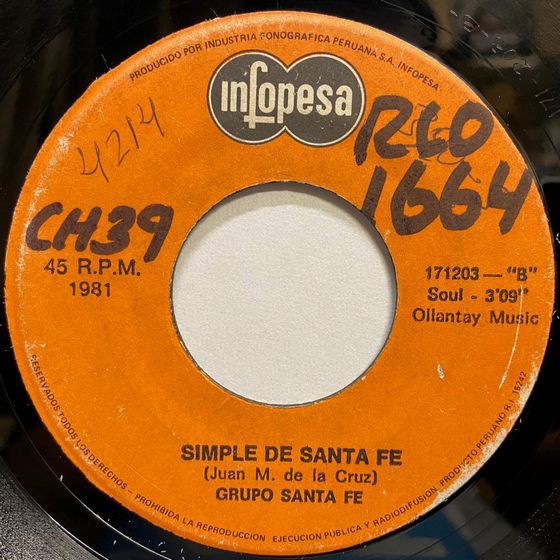 PRODUCIDO POR INDUSTRIA FONOGRAFICA PERUANA S.A. INFOPESA
infopesa
4214
RCO
1664
CH39
45 R.P.M.
1981
171203 — "B"
Soul - 3'09"
Ollantay Music
SIMPLE DE SANTA FE
(Juan M. de la Cruz)
GRUPO SANTA FE
RESERVADOS TODOS LOS DERECHOS - PROHIBIDA LA REPRODUCCION EJECUCION PUBLICA Y RADIODIFUSION PRODUCTO PERUANO R.I. 15242